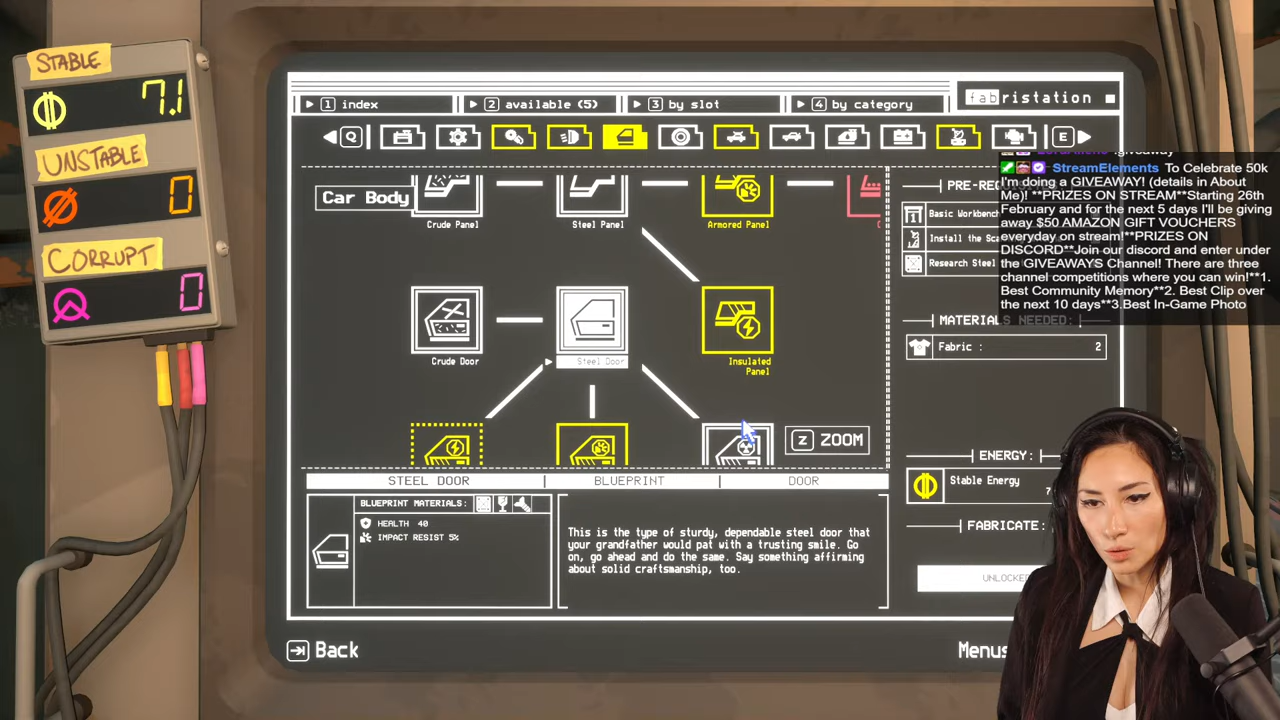 STABLE
7.1
UNSTABLE
0
CORRUPT
0
1 index
2 available (5)
3 by slot
4 by category
fabristation
Q
E
Car Body
Crude Panel
Steel Panel
Armored Panel
Crude Door
Steel Door
Insulated
Panel
Z ZOOM
PRE-RE
Basic Workbench
Install the Sca
Research Steel
MATERIALS NEEDED:
Fabric : 2
ENERGY:
Stable Energy
7
FABRICATE:
UNLOCKE
STEEL DOOR
BLUEPRINT
DOOR
BLUEPRINT MATERIALS:
HEALTH 40
IMPACT RESIST 5%
This is the type of sturdy, dependable steel door that
your grandfather would pat with a trusting smile. Go
on, go ahead and do the same. Say something affirming
about solid craftsmanship, too.
Back
Menus
StreamElements To Celebrate 50k
I'm doing a GIVEAWAY! (details in About
Me)! **PRIZES ON STREAM**Starting 26th
February and for the next 5 days I'll be giving
away $50 AMAZON GIFT VOUCHERS
everyday on stream!**PRIZES ON
DISCORD**Join our discord and enter under
the GIVEAWAYS Channel! There are three
channel competitions where you can win!**1.
Best Community Memory**2. Best Clip over
the next 10 days**3.Best In-Game Photo